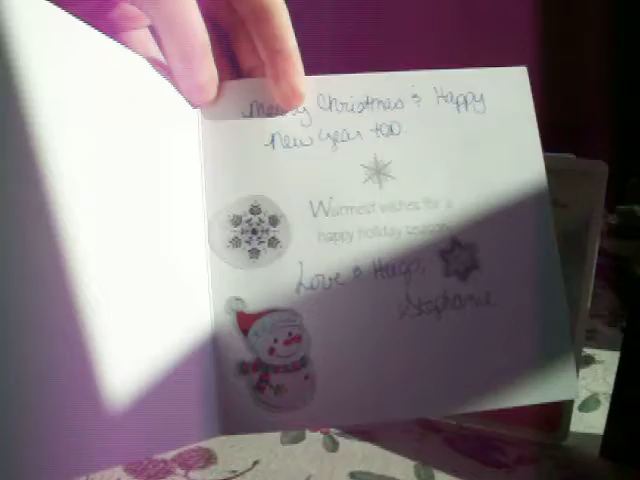 Merry Christmas & Happy
New Year too.
Warmest wishes for a
happy holiday season.
Love & Hugs,
Stephanie